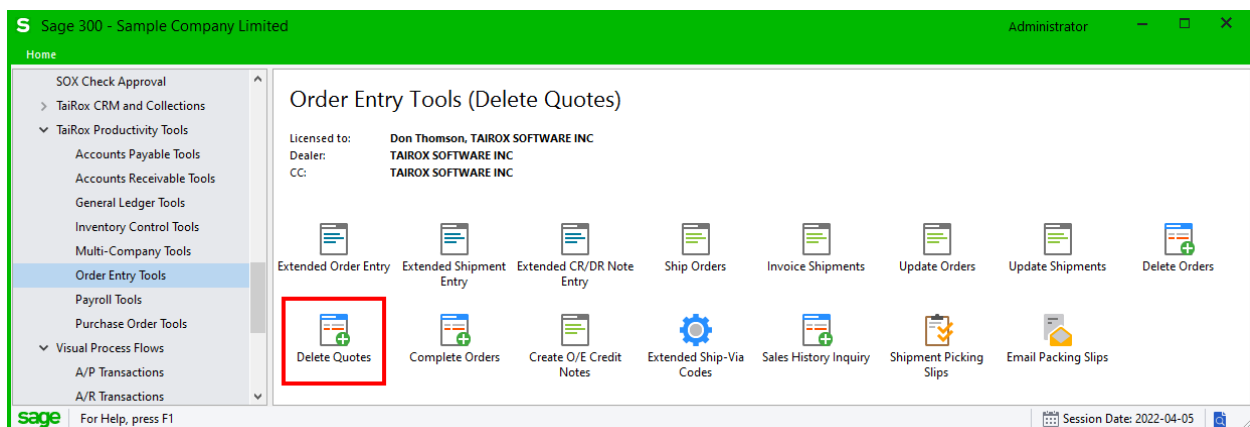 S Sage 300 - Sample Company Limited
Administrator
Home
SOX Check Approval
TaiRox CRM and Collections
TaiRox Productivity Tools
Accounts Payable Tools
Accounts Receivable Tools
General Ledger Tools
Inventory Control Tools
Multi-Company Tools
Order Entry Tools
Payroll Tools
Purchase Order Tools
Visual Process Flows
A/P Transactions
A/R Transactions
Order Entry Tools (Delete Quotes)
Licensed to: Don Thomson, TAIROX SOFTWARE INC
Dealer: TAIROX SOFTWARE INC
CC: TAIROX SOFTWARE INC
Extended Order Entry
Extended Shipment
Entry
Extended CR/DR Note
Entry
Ship Orders
Invoice Shipments
Update Orders
Update Shipments
Delete Orders
Delete Quotes
Complete Orders
Create O/E Credit
Notes
Extended Ship-Via
Codes
Sales History Inquiry
Shipment Picking
Slips
Email Packing Slips
sage For Help, press F1
Session Date: 2022-04-05